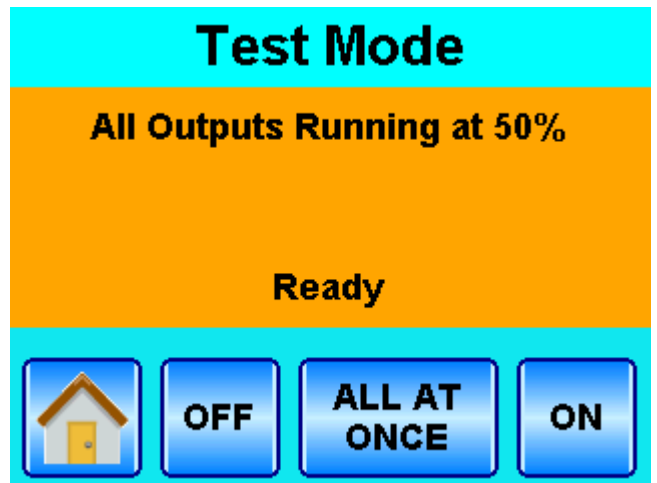 Test Mode
All Outputs Running at 50%
Ready
OFF
ALL AT
ONCE
ON